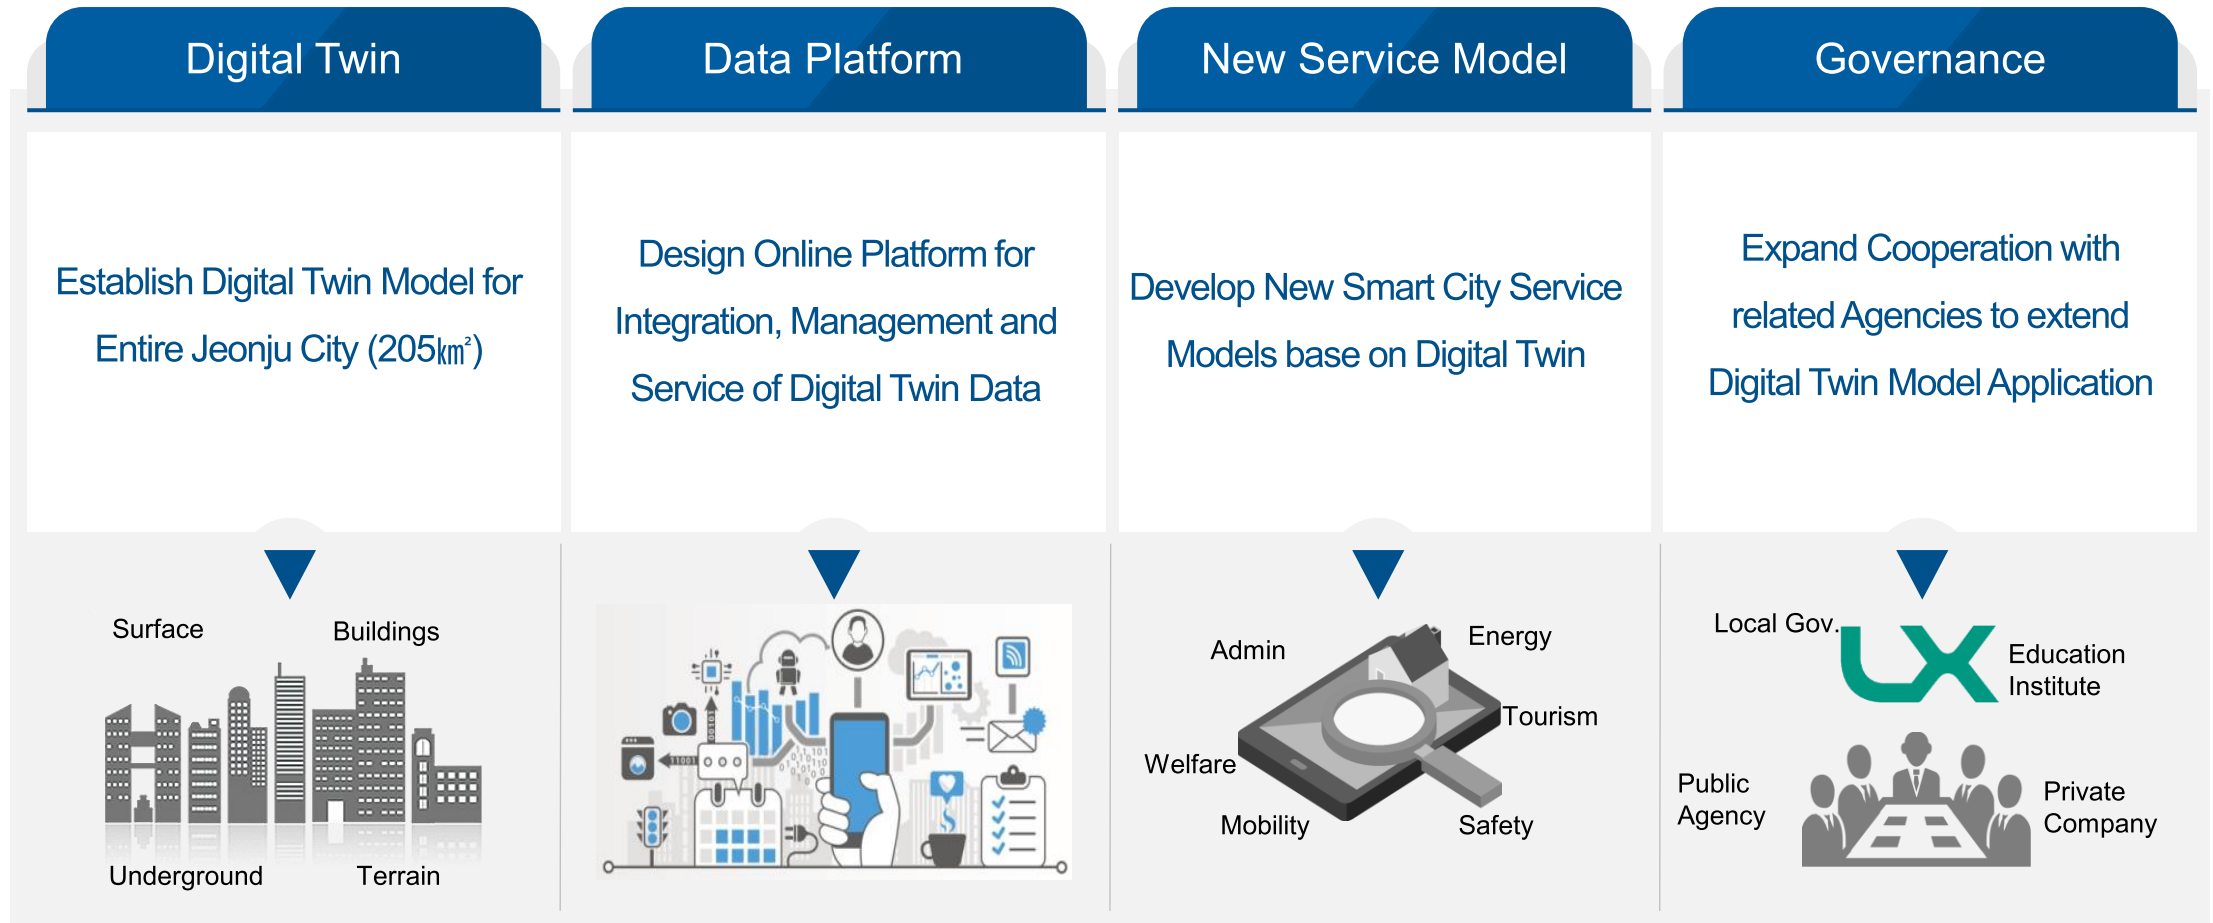 Digital Twin
Data Platform
New Service Model
Governance
Establish Digital Twin Model for
Entire Jeonju City (205㎢)
Design Online Platform for
Integration, Management and
Service of Digital Twin Data
Develop New Smart City Service
Models base on Digital Twin
Expand Cooperation with
related Agencies to extend
Digital Twin Model Application
Surface
Buildings
Underground
Terrain
11001
Admin
Energy
Tourism
Welfare
Mobility
Safety
Local Gov.
LX
Education
Institute
Public
Agency
Private
Company